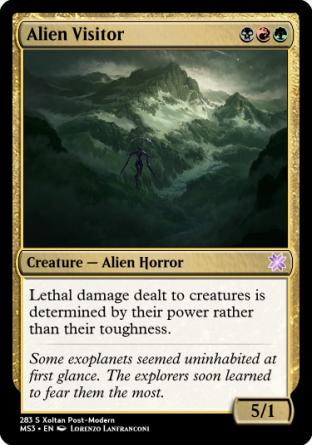 Alien Visitor
Creature — Alien Horror
Lethal damage dealt to creatures is
determined by their power rather
than their toughness.
Some exoplanets seemed uninhabited at
first glance. The explorers soon learned
to fear them the most.
5/1
283 S Xoltan Post-Modern
MS3 • EN Lorenzo Lanfranconi